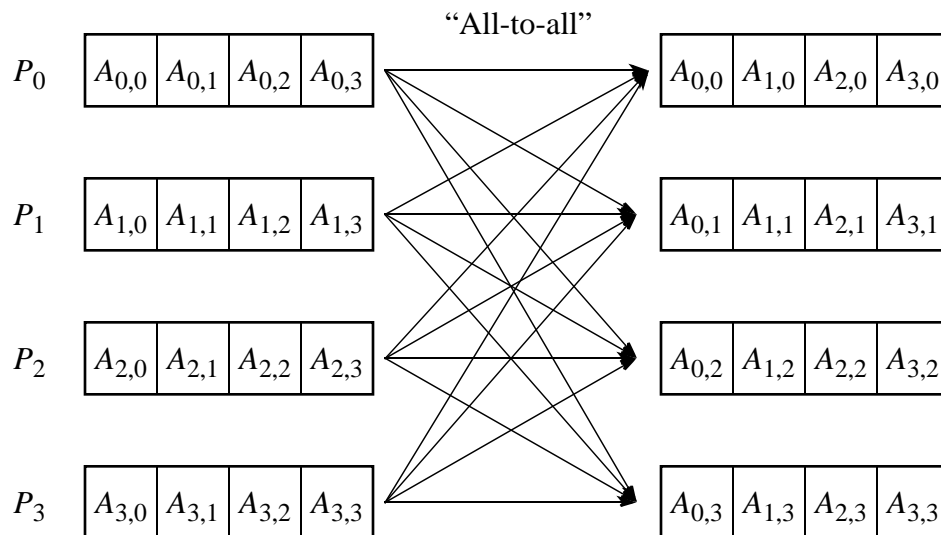 “All-to-all”
P0 A0,0 A0,1 A0,2 A0,3 A0,0 A1,0 A2,0 A3,0
P1 A1,0 A1,1 A1,2 A1,3 A0,1 A1,1 A2,1 A3,1
P2 A2,0 A2,1 A2,2 A2,3 A0,2 A1,2 A2,2 A3,2
P3 A3,0 A3,1 A3,2 A3,3 A0,3 A1,3 A2,3 A3,3